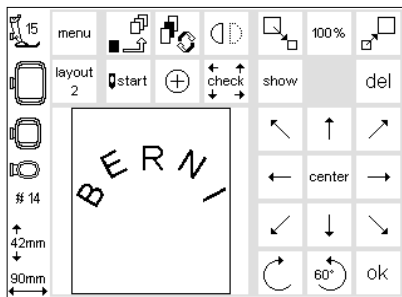 15 menu 100%
layout
2
start check show del
BERNI
center
# 14
42mm
90mm
60° ok